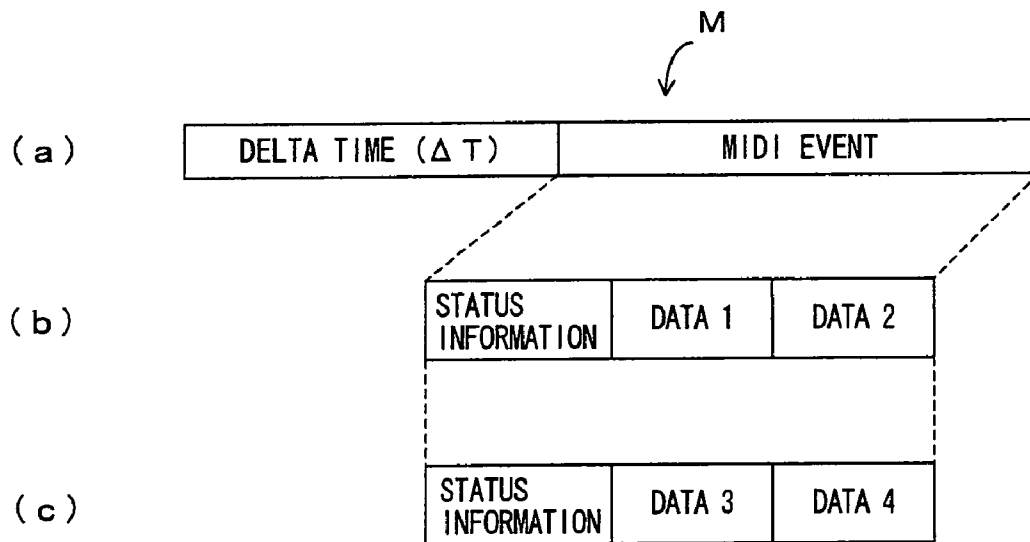 M
(a) DELTA TIME (ΔT) MIDI EVENT
(b) STATUS INFORMATION DATA 1 DATA 2
(c) STATUS INFORMATION DATA 3 DATA 4